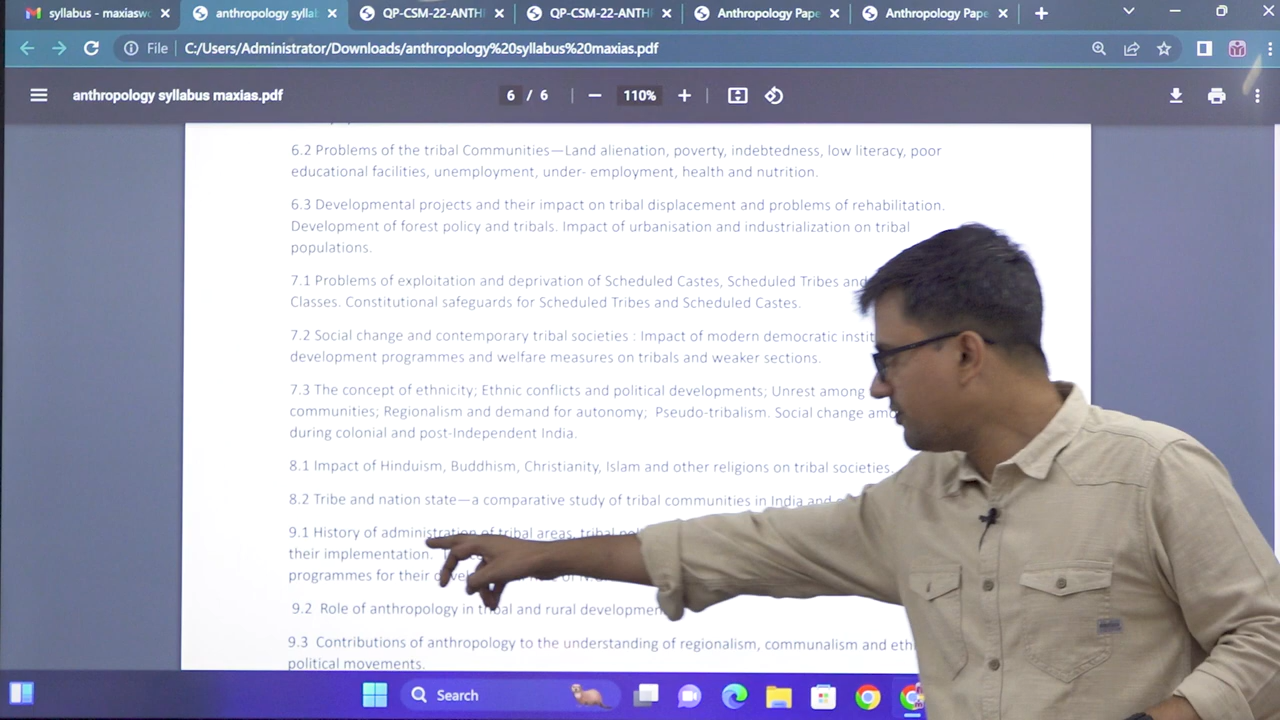 syllabus - maxiasw
anthropology syllab
QP-CSM-22-ANTH
QP-CSM-22-ANTH
Anthropology Pape
Anthropology Pape
File
C:/Users/Administrator/Downloads/anthropology%20syllabus%20maxias.pdf
anthropology syllabus maxias.pdf
6 / 6
110%
6.2 Problems of the tribal Communities—Land alienation, poverty, indebtedness, low literacy, poor
educational facilities, unemployment, under- employment, health and nutrition.
6.3 Developmental projects and their impact on tribal displacement and problems of rehabilitation.
Development of forest policy and tribals. Impact of urbanisation and industrialization on tribal
populations.
7.1 Problems of exploitation and deprivation of Scheduled Castes, Scheduled Tribes and
Classes. Constitutional safeguards for Scheduled Tribes and Scheduled Castes.
7.2 Social change and contemporary tribal societies : Impact of modern democratic instit
development programmes and welfare measures on tribals and weaker sections.
7.3 The concept of ethnicity; Ethnic conflicts and political developments; Unrest among
communities; Regionalism and demand for autonomy; Pseudo-tribalism. Social change amo
during colonial and post-Independent India.
8.1 Impact of Hinduism, Buddhism, Christianity, Islam and other religions on tribal societies.
8.2 Tribe and nation state—a comparative study of tribal communities in India and
9.1 History of administration of tribal areas, tribal pol
their implementation.
programmes for their
9.2 Role of anthropology in tribal and rural developmen
9.3 Contributions of anthropology to the understanding of regionalism, communalism and eth
political movements.
Search